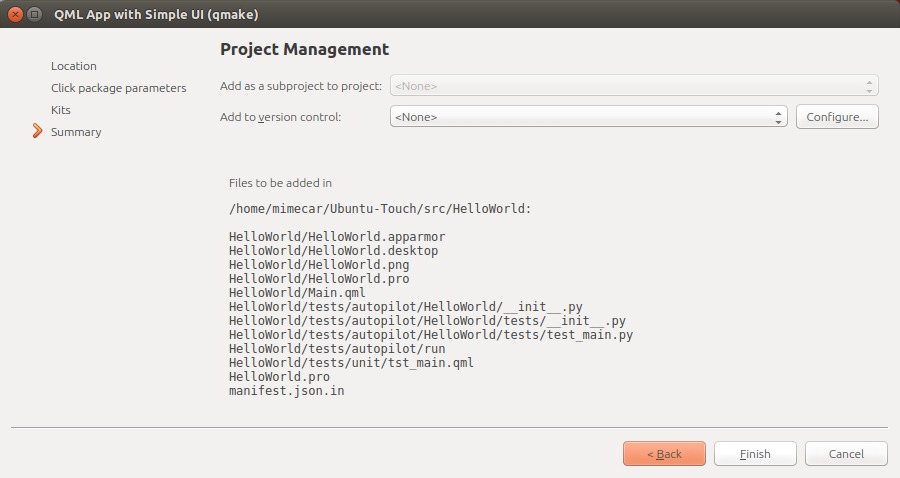 QML App with Simple UI (qmake)
Location
Click package parameters
Kits
Summary
Project Management
Add as a subproject to project: <None>
Add to version control: <None> Configure...
Files to be added in
/home/mimecar/Ubuntu-Touch/src/HelloWorld:
HelloWorld/HelloWorld.apparmor
HelloWorld/HelloWorld.desktop
HelloWorld/HelloWorld.png
HelloWorld/HelloWorld.pro
HelloWorld/Main.qml
HelloWorld/tests/autopilot/HelloWorld/__init__.py
HelloWorld/tests/autopilot/HelloWorld/tests/__init__.py
HelloWorld/tests/autopilot/HelloWorld/tests/test_main.py
HelloWorld/tests/autopilot/run
HelloWorld/tests/unit/tst_main.qml
HelloWorld.pro
manifest.json.in
< Back Finish Cancel